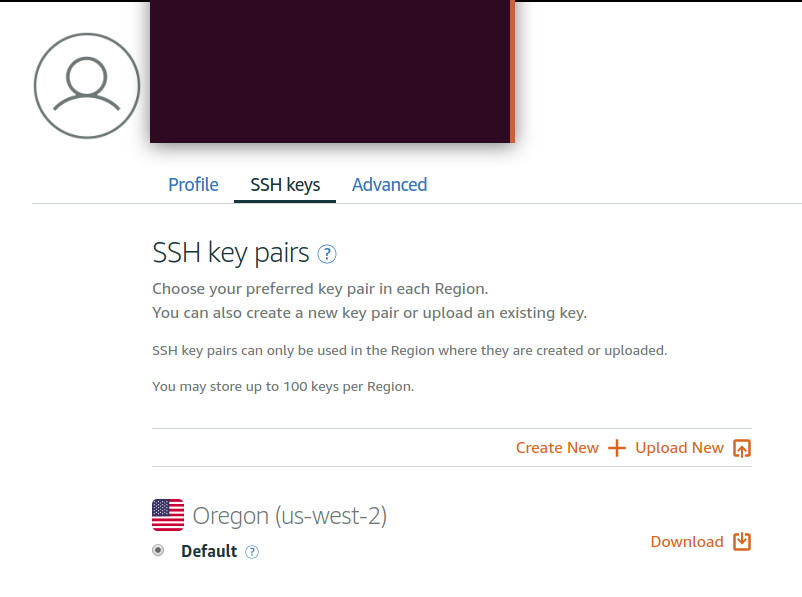 Profile SSH keys Advanced
SSH key pairs ?
Choose your preferred key pair in each Region.
You can also create a new key pair or upload an existing key.
SSH key pairs can only be used in the Region where they are created or uploaded.
You may store up to 100 keys per Region.
Create New Upload New
Oregon (us-west-2)
Default ?
Download